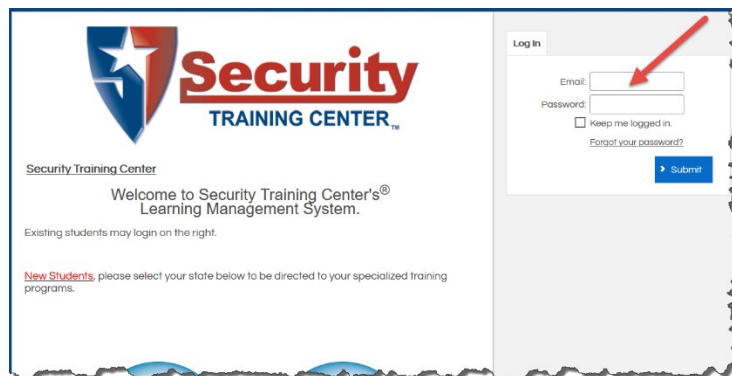 Security
TRAINING CENTER™
Security Training Center
Welcome to Security Training Center's®
Learning Management System.
Existing students may login on the right.
New Students, please select your state below to be directed to your specialized training
programs.
Log In
Email:
Password:
Keep me logged in.
Forgot your password?
Submit